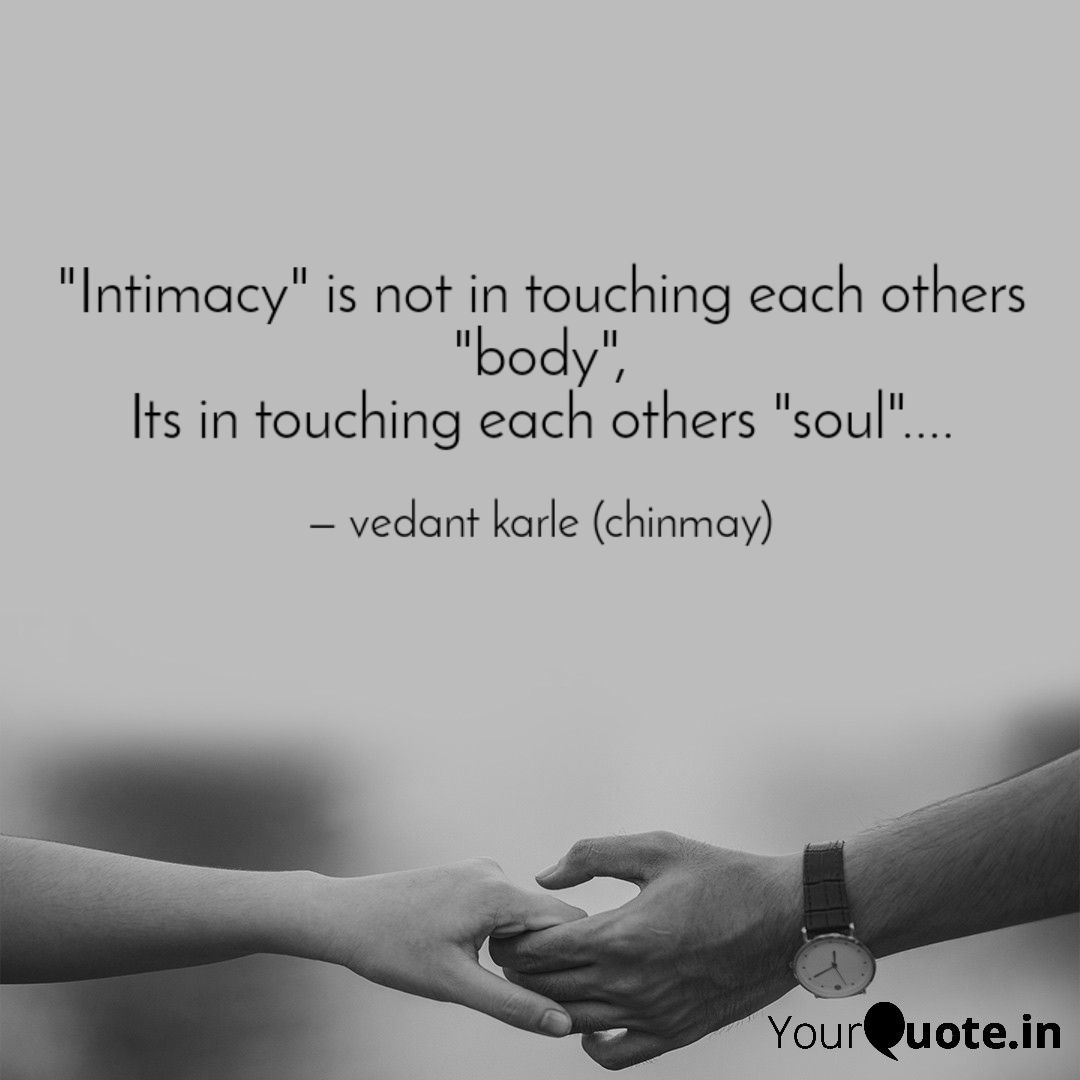 "Intimacy" is not in touching each others
"body",
Its in touching each others "soul"....
– vedant karle (chinmay)
YourQuote.in